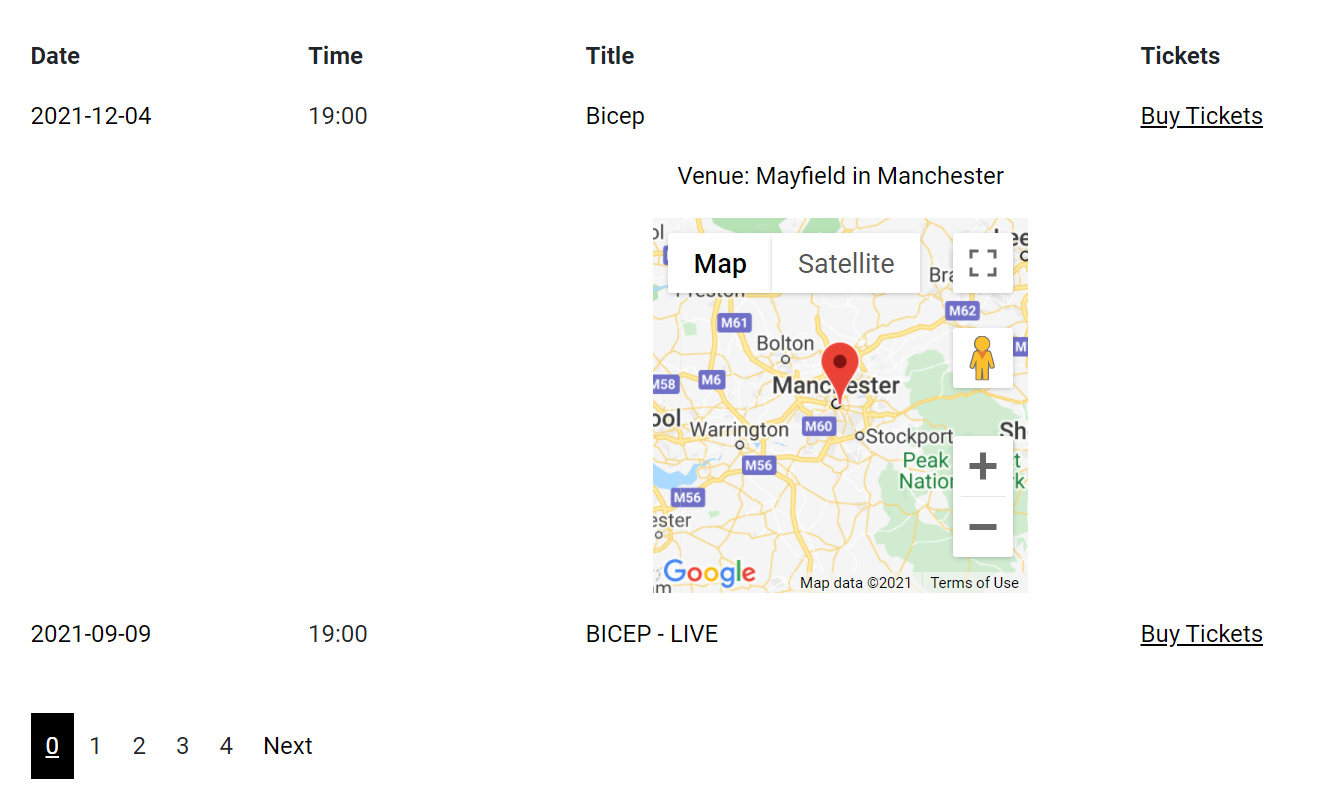 Date Time Title Tickets
2021-12-04 19:00 Bicep Buy Tickets
Venue: Mayfield in Manchester
Map Satellite
M62
M61
Bolton
M6
M58
Manchester
Warrington M60
Stockport
M56
Peak
M56
Google
Map data ©2021 Terms of Use
2021-09-09 19:00 BICEP - LIVE Buy Tickets
0 1 2 3 4 Next